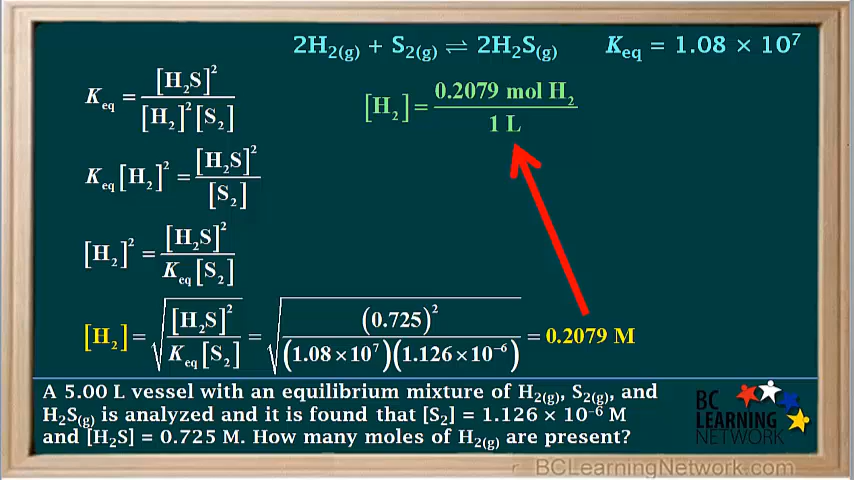 2H₂(g) + S₂(g) ⇌ 2H₂S(g) Keq = 1.08 × 10⁷
Keq = [H₂S]² / [H₂]² [S₂]
[H₂] = 0.2079 mol H₂ / 1 L
Keq [H₂]² = [H₂S]² / [S₂]
[H₂]² = [H₂S]² / Keq [S₂]
[H₂] = √([H₂S]² / Keq [S₂]) = √((0.725)² / (1.08 × 10⁷)(1.126 × 10⁻⁶)) = 0.2079 M
A 5.00 L vessel with an equilibrium mixture of H₂(g), S₂(g), and
H₂S(g) is analyzed and it is found that [S₂] = 1.126 × 10⁻⁶ M
and [H₂S] = 0.725 M. How many moles of H₂(g) are present?
BC
LEARNING
NETWORK
BCLearningNetwork.com